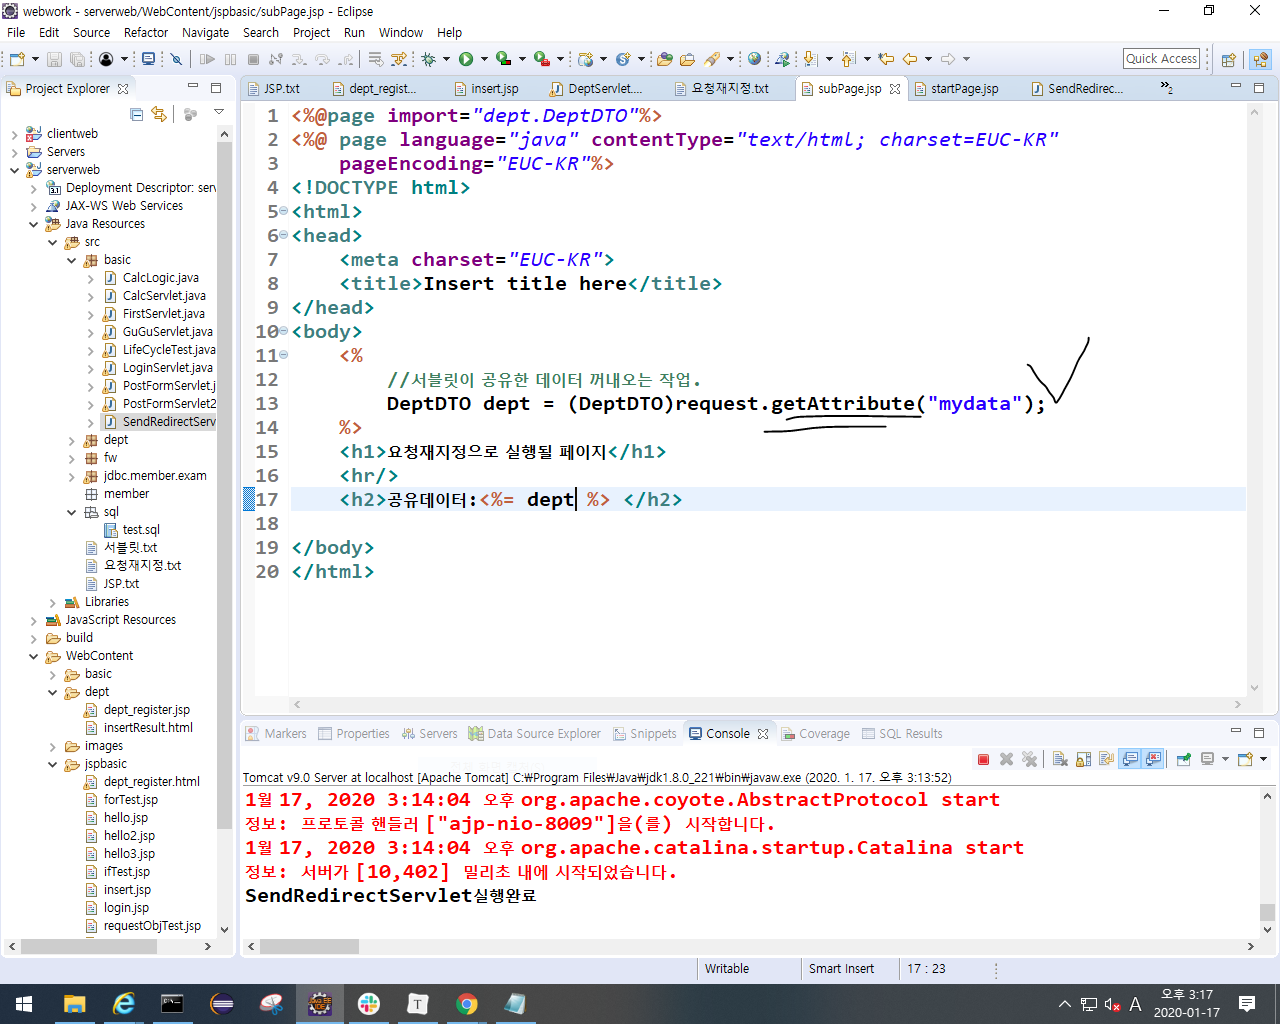 webwork - serverweb/WebContent/jspbasic/subPage.jsp - Eclipse
File Edit Source Refactor Navigate Search Project Run Window Help
Quick Access
Project Explorer
clientweb
Servers
serverweb
Deployment Descriptor: serv
JAX-WS Web Services
Java Resources
src
basic
CalcLogic.java
CalcServlet.java
FirstServlet.java
GuGuServlet.java
LifeCycleTest.java
LoginServlet.java
PostFormServlet.j
PostFormServlet2
SendRedirectServ
dept
fw
jdbc.member.exam
member
sql
test.sql
서블릿.txt
요청재지정.txt
JSP.txt
Libraries
JavaScript Resources
build
WebContent
basic
dept
dept_register.jsp
insertResult.html
images
jspbasic
dept_register.html
forTest.jsp
hello.jsp
hello2.jsp
hello3.jsp
ifTest.jsp
insert.jsp
login.jsp
requestObjTest.jsp
JSP.txt dept_regist... insert.jsp DeptServlet.... 요청재지정.txt subPage.jsp startPage.jsp SendRedirec... »2
1 <%@page import="dept.DeptDTO"%>
2 <%@ page language="java" contentType="text/html; charset=EUC-KR"
3 pageEncoding="EUC-KR"%>
4 <!DOCTYPE html>
5 <html>
6 <head>
7 <meta charset="EUC-KR">
8 <title>Insert title here</title>
9 </head>
10 <body>
11 <%
12 //서블릿이 공유한 데이터 꺼내오는 작업.
13 DeptDTO dept = (DeptDTO)request.getAttribute("mydata");
14 %>
15 <h1>요청재지정으로 실행될 페이지</h1>
16 <hr/>
17 <h2>공유데이터:<%= dept %> </h2>
18
19 </body>
20 </html>
Markers Properties Servers Data Source Explorer Snippets Console Coverage SQL Results
Tomcat v9.0 Server at localhost [Apache Tomcat] C:₩Program Files₩Java₩jdk1.8.0_221₩bin₩javaw.exe (2020. 1. 17. 오후 3:13:52)
1월 17, 2020 3:14:04 오후 org.apache.coyote.AbstractProtocol start
정보: 프로토콜 핸들러 ["ajp-nio-8009"]을(를) 시작합니다.
1월 17, 2020 3:14:04 오후 org.apache.catalina.startup.Catalina start
정보: 서버가 [10,402] 밀리초 내에 시작되었습니다.
SendRedirectServlet실행완료
Writable Smart Insert 17 : 23
A 오후 3:17
2020-01-17